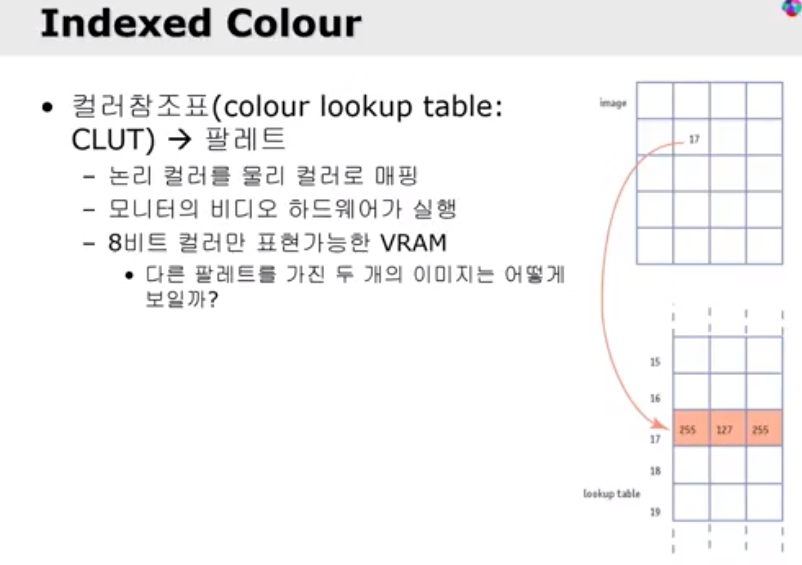 Indexed Colour
• 컬러참조표(colour lookup table:
CLUT) → 팔레트
– 논리 컬러를 물리 컬러로 매핑
– 모니터의 비디오 하드웨어가 실행
– 8비트 컬러만 표현가능한 VRAM
• 다른 팔레트를 가진 두 개의 이미지는 어떻게
보일까?
image
17
15
16
255 127 255
17
18
lookup table
19